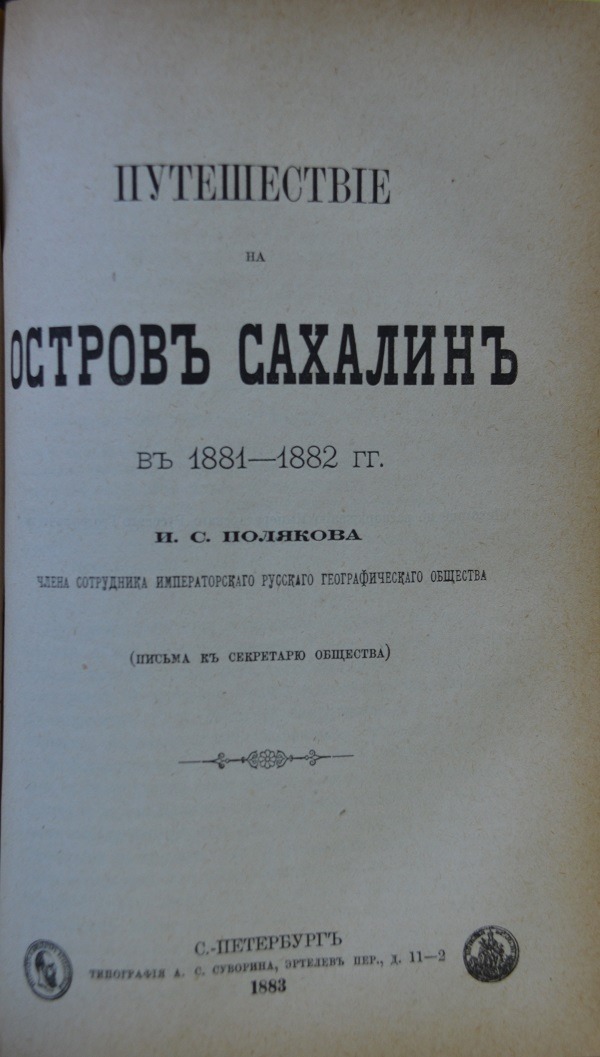 ПУТЕШЕСТВІЕ
НА
ОСТРОВЪ САХАЛИНЪ
ВЪ 1881—1882 ГГ.
И. С. ПОЛЯКОВА
ЧЛЕНА СОТРУДНИКА ИМПЕРАТОРСКАГО РУССКАГО ГЕОГРАФИЧЕСКАГО ОБЩЕСТВА
(ПИСЬМА КЪ СЕКРЕТАРЮ ОБЩЕСТВА)
С.-ПЕТЕРБУРГЪ
ТИПОГРАФІЯ А. С. СУВОРИНА, ЭРТЕЛЕВЪ ПЕР., Д. 11—2
1883